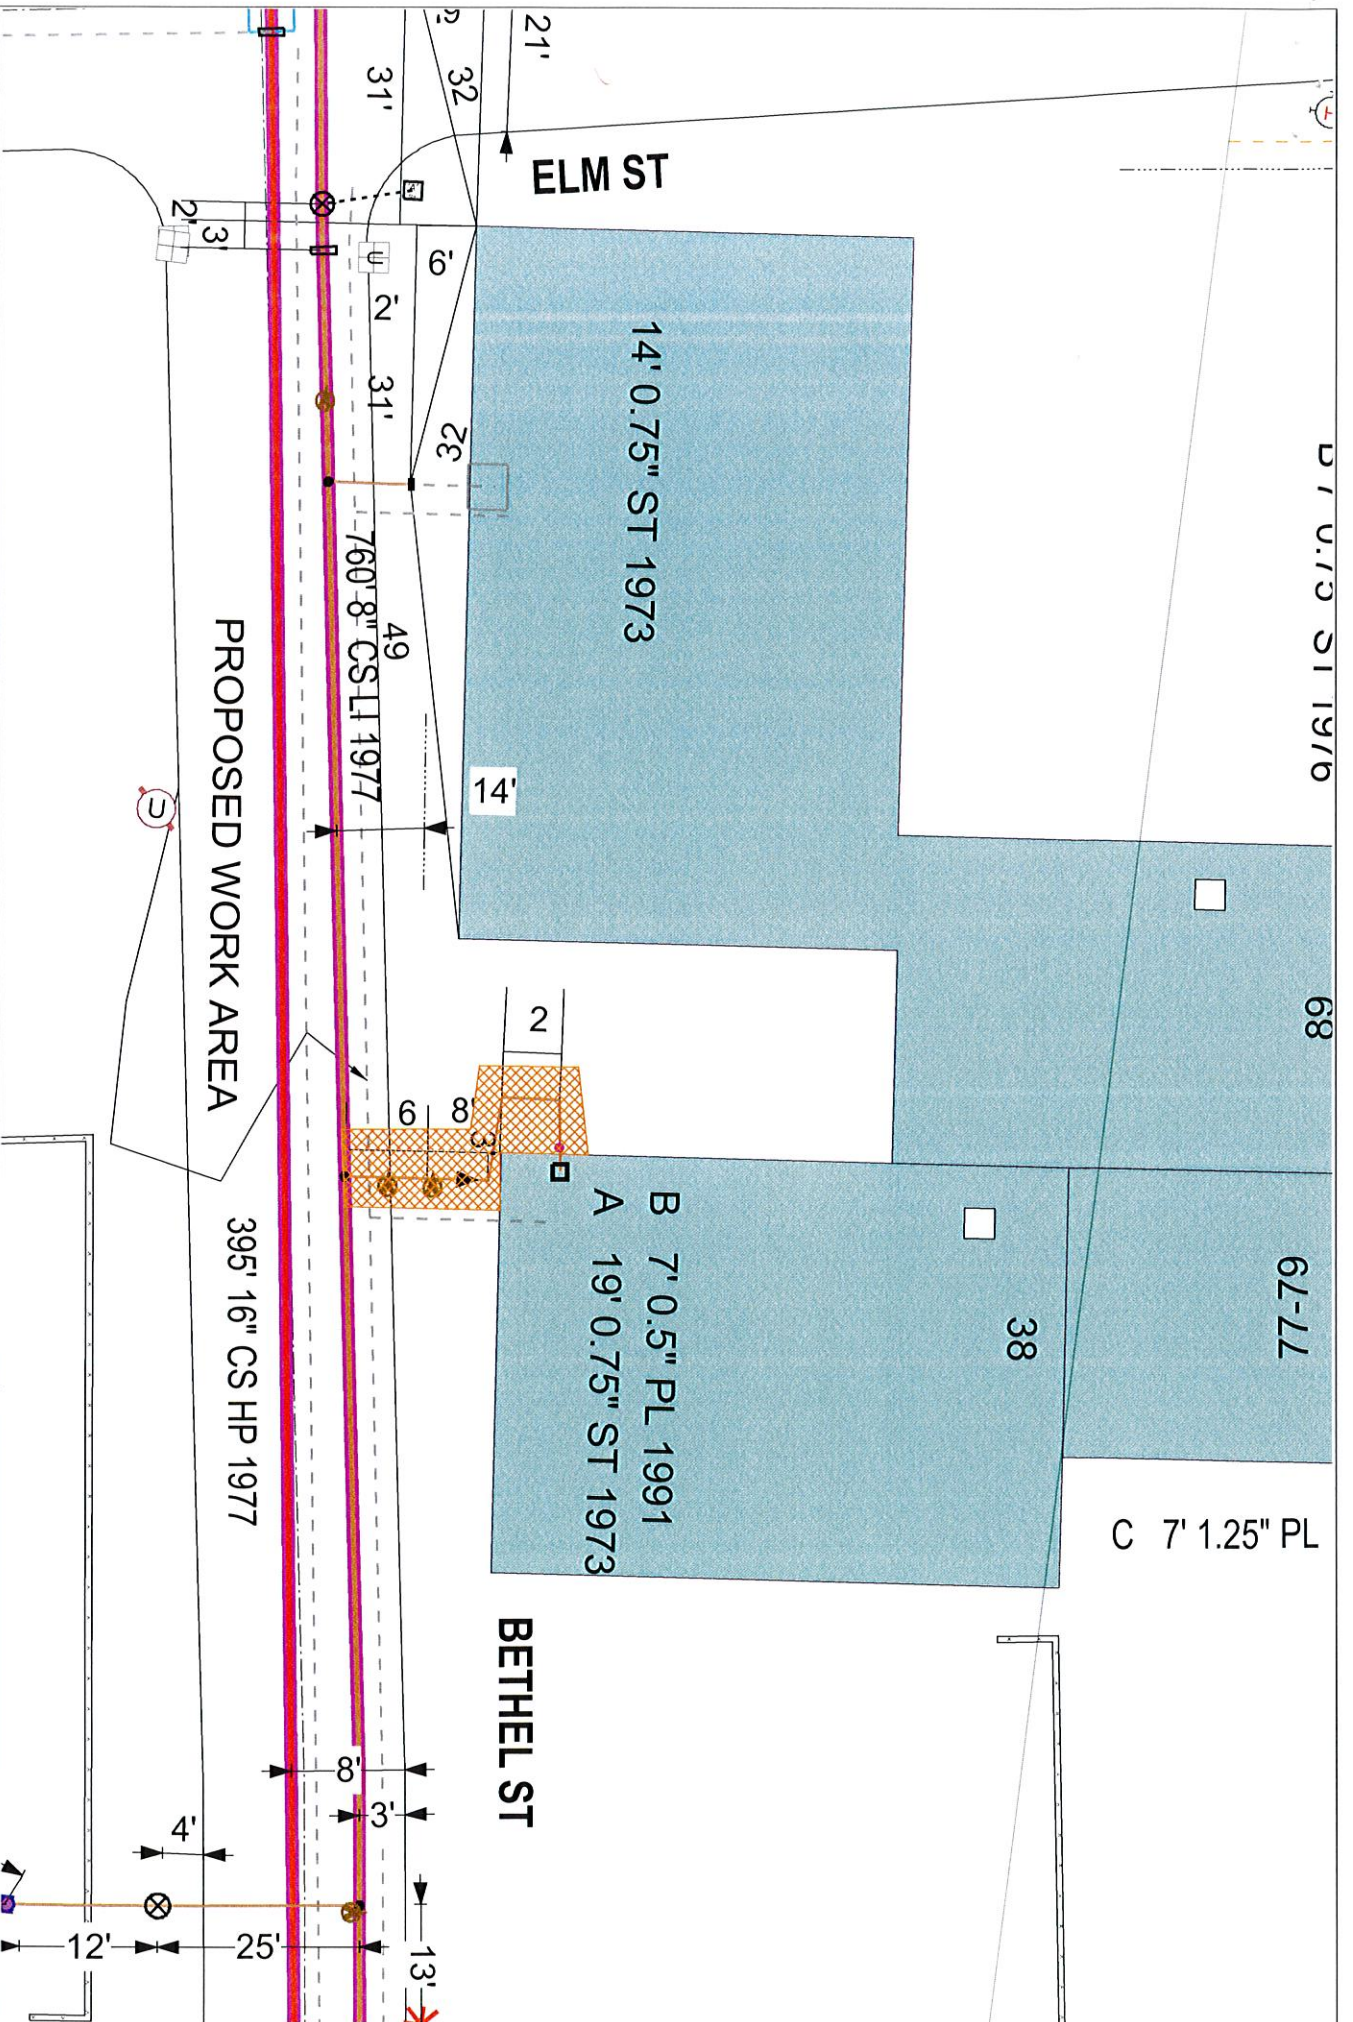 21'
32
31'
ELM ST
2'
3'
U
6'
2'
31'
32
14' 0.75" ST 1973
760' 8" CS LI 1977
49
14'
U
PROPOSED WORK AREA
68
2
6
8'
3'
B 7' 0.5" PL 1991
A 19' 0.75" ST 1973
38
67-77
C 7' 1.25" PL
395' 16" CS HP 1977
BETHEL ST
8'
3'
4'
12'
25'
13'